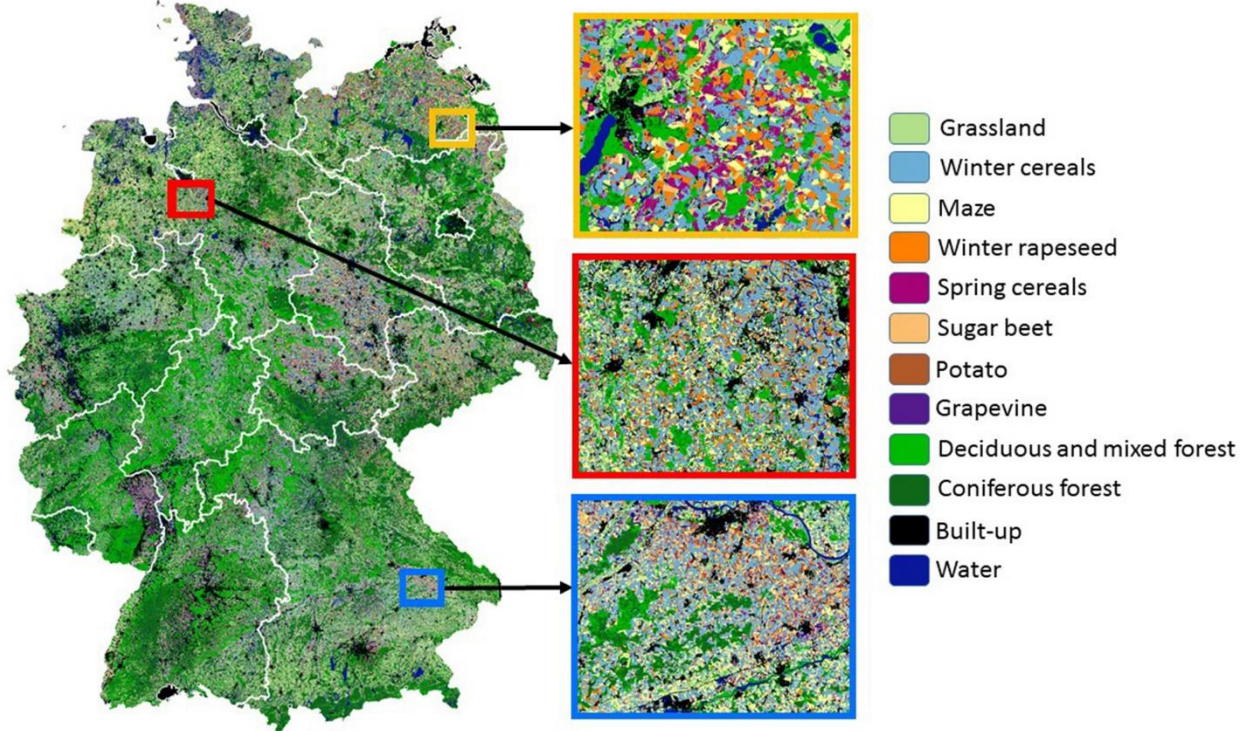 Grassland
Winter cereals
Maze
Winter rapeseed
Spring cereals
Sugar beet
Potato
Grapevine
Deciduous and mixed forest
Coniferous forest
Built-up
Water